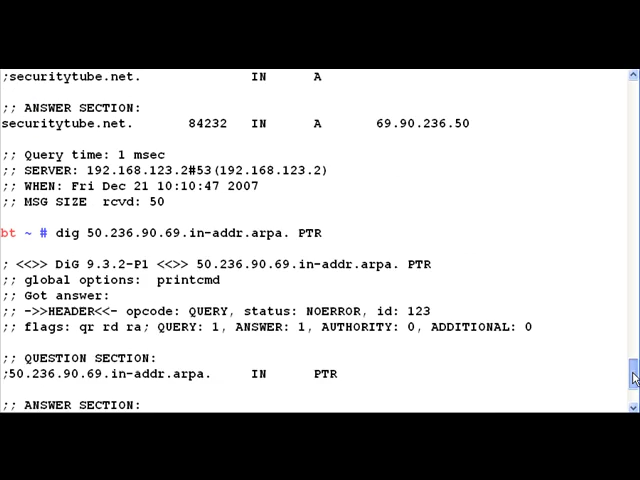 ;securitytube.net. IN A
;; ANSWER SECTION:
securitytube.net. 84232 IN A 69.90.236.50
;; Query time: 1 msec
;; SERVER: 192.168.123.2#53(192.168.123.2)
;; WHEN: Fri Dec 21 10:10:47 2007
;; MSG SIZE rcvd: 50
bt ~ # dig 50.236.90.69.in-addr.arpa. PTR
; <<>> DiG 9.3.2-P1 <<>> 50.236.90.69.in-addr.arpa. PTR
;; global options: printcmd
;; Got answer:
;; ->>HEADER<<- opcode: QUERY, status: NOERROR, id: 123
;; flags: qr rd ra; QUERY: 1, ANSWER: 1, AUTHORITY: 0, ADDITIONAL: 0
;; QUESTION SECTION:
;50.236.90.69.in-addr.arpa. IN PTR
;; ANSWER SECTION: